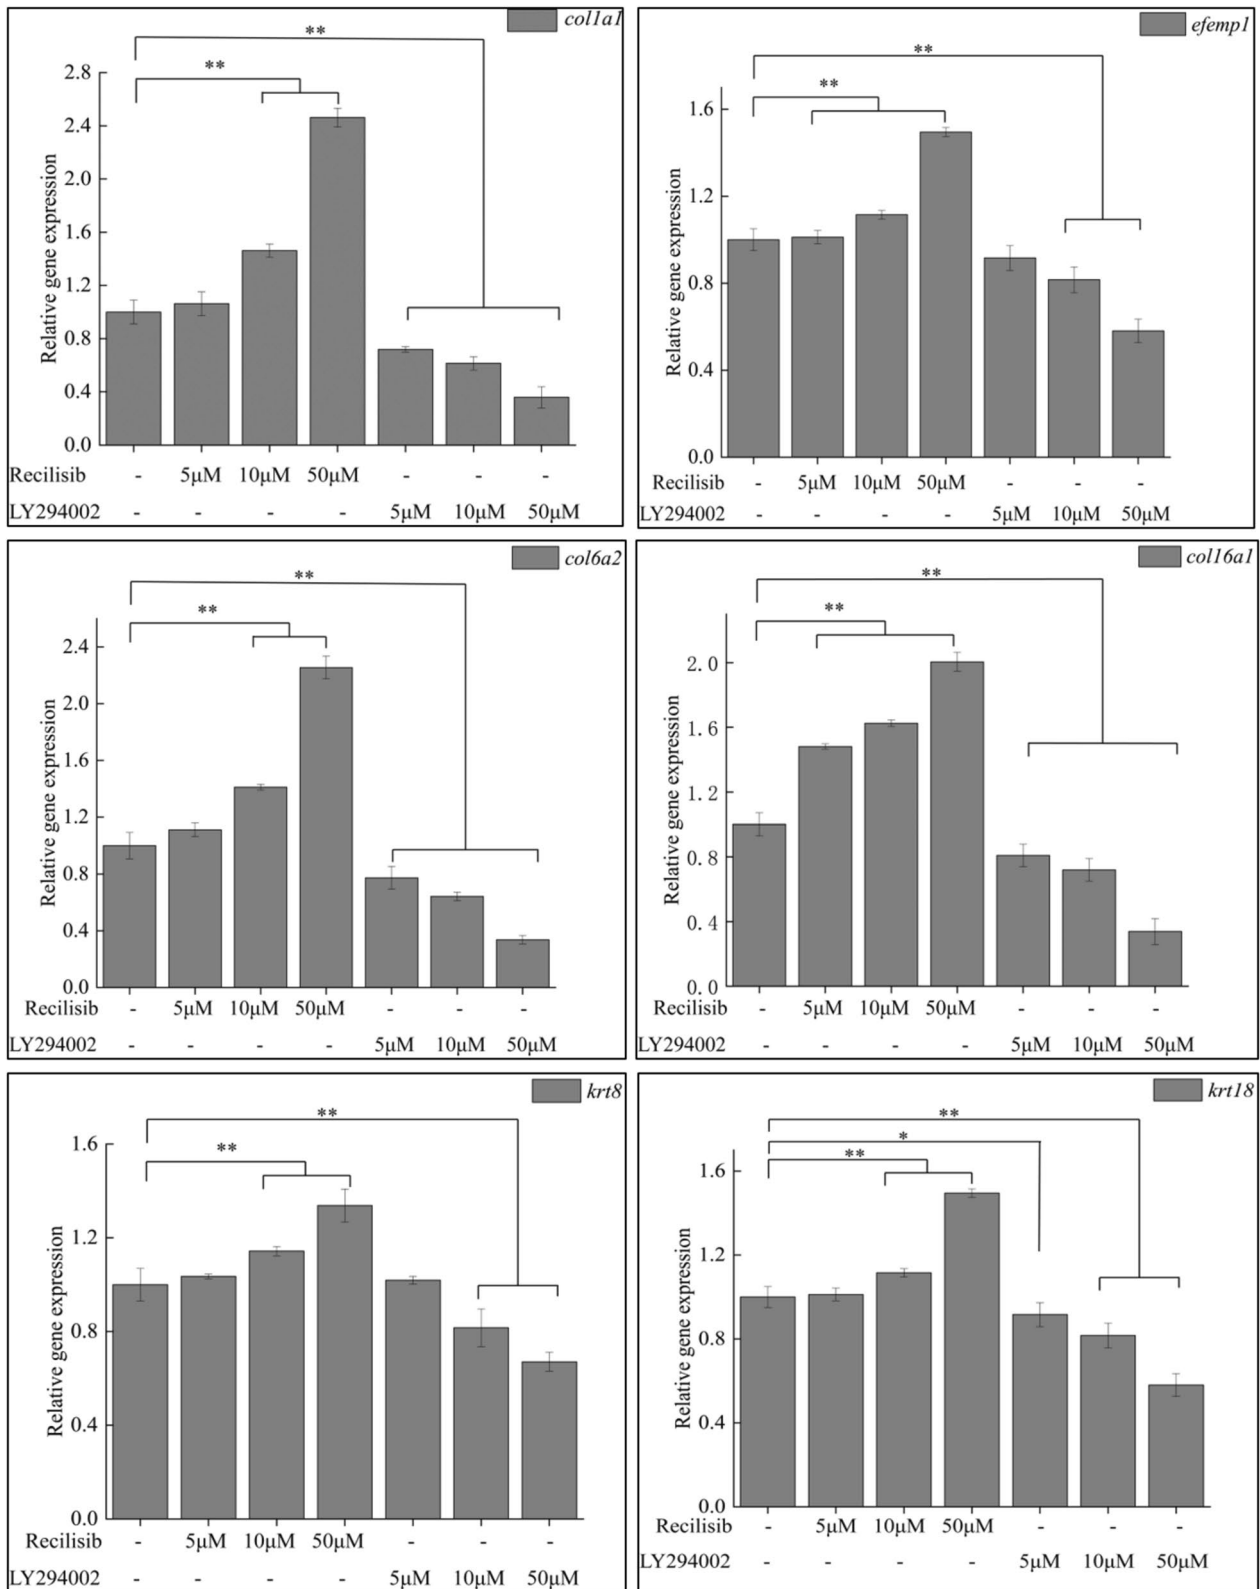 col1a1
**
**
2.8
2.4
2.0
1.6
1.2
0.8
0.4
0.0
Relative gene expression
Recilisib - 5μM 10μM 50μM - - -
LY294002 - - - - 5μM 10μM 50μM
efemp1
**
**
1.6
1.2
0.8
0.4
0.0
Relative gene expression
Recilisib - 5μM 10μM 50μM - - -
LY294002 - - - - 5μM 10μM 50μM
col6a2
**
**
2.4
2.0
1.6
1.2
0.8
0.4
0.0
Relative gene expression
Recilisib - 5μM 10μM 50μM - - -
LY294002 - - - - 5μM 10μM 50μM
col16a1
**
**
2.0
1.6
1.2
0.8
0.4
0.0
Relative gene expression
Recilisib - 5μM 10μM 50μM - - -
LY294002 - - - - 5μM 10μM 50μM
krt8
**
**
1.6
1.2
0.8
0.4
0.0
Relative gene expression
Recilisib - 5μM 10μM 50μM - - -
LY294002 - - - - 5μM 10μM 50μM
krt18
**
*
**
1.6
1.2
0.8
0.4
0.0
Relative gene expression
Recilisib - 5μM 10μM 50μM - - -
LY294002 - - - - 5μM 10μM 50μM